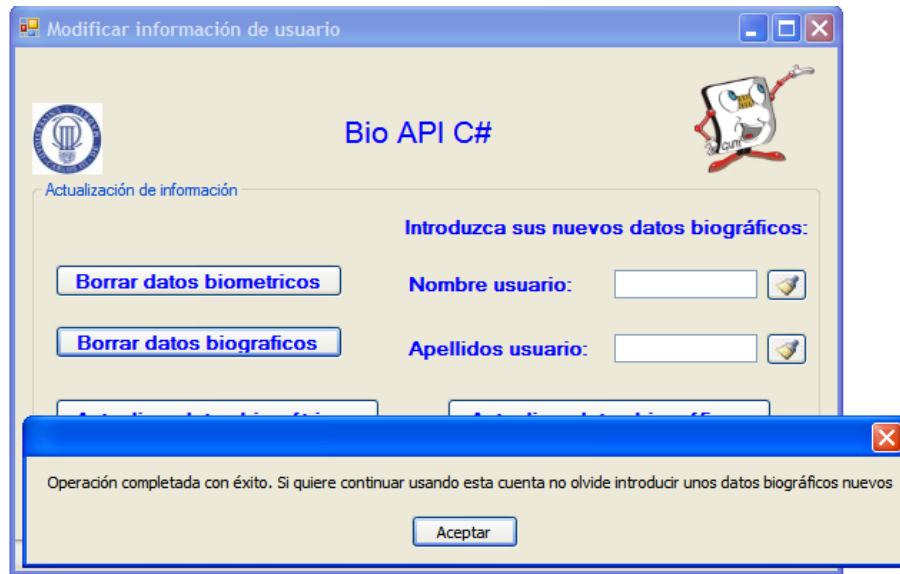 Modificar información de usuario
Bio API C#
Actualización de información
Introduzca sus nuevos datos biográficos:
Borrar datos biometricos
Nombre usuario:
Borrar datos biograficos
Apellidos usuario:
Operación completada con éxito. Si quiere continuar usando esta cuenta no olvide introducir unos datos biográficos nuevos
Aceptar